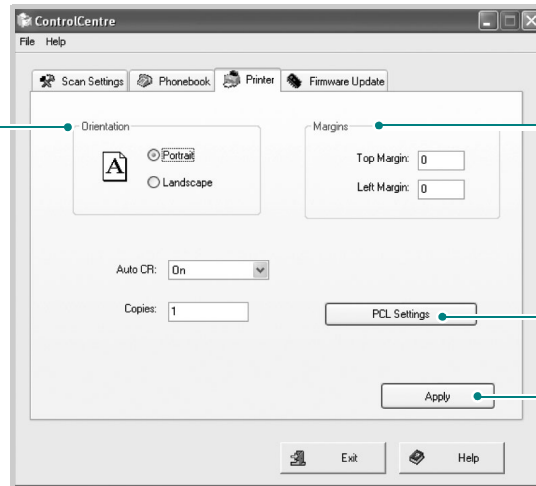 ControlCentre
File Help
Scan Settings Phonebook Printer Firmware Update
Orientation
A
Portrait
Landscape
Margins
Top Margin: 0
Left Margin: 0
Auto CR: On
Copies: 1
PCL Settings
Apply
Exit Help